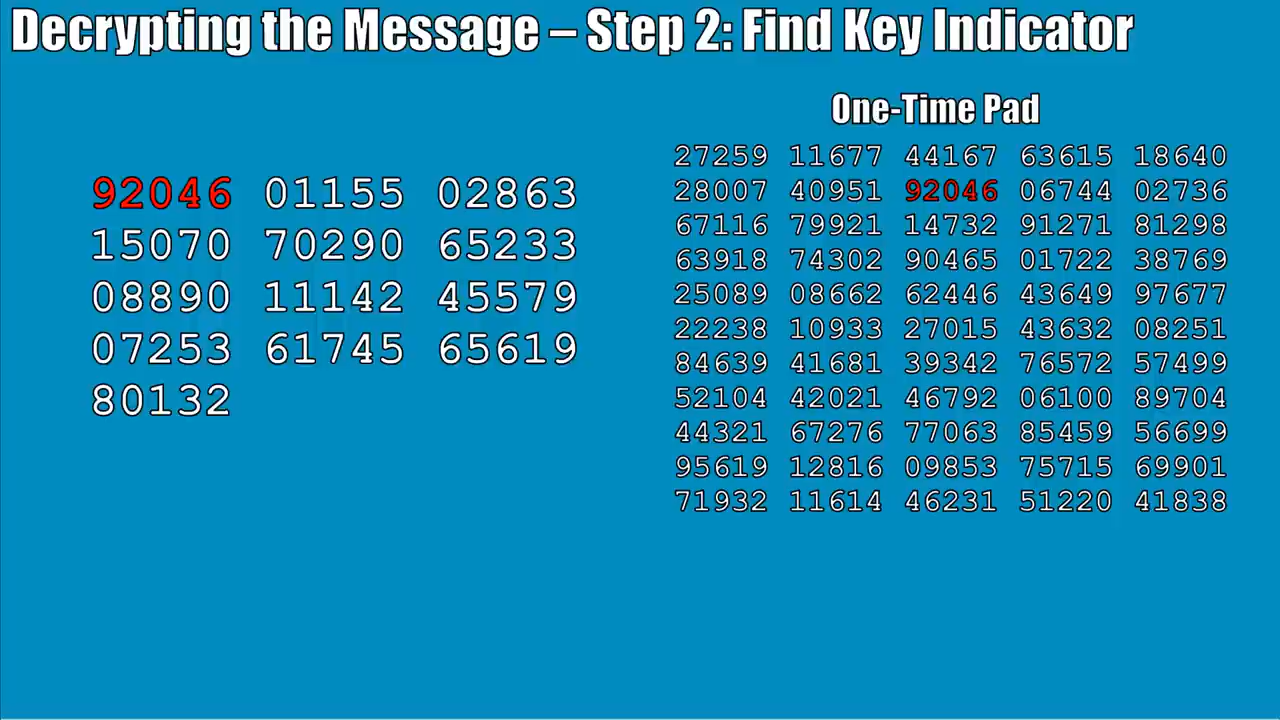 Decrypting the Message – Step 2: Find Key Indicator
92046 01155 02863
15070 70290 65233
08890 11142 45579
07253 61745 65619
80132
One-Time Pad
27259 11677 44167 63615 18640
28007 40951 92046 06744 02736
67116 79921 14732 91271 81298
63918 74302 90465 01722 38769
25089 08662 62446 43649 97677
22238 10933 27015 43632 08251
84639 41681 39342 76572 57499
52104 42021 46792 06100 89704
44321 67276 77063 85459 56699
95619 12816 09853 75715 69901
71932 11614 46231 51220 41838